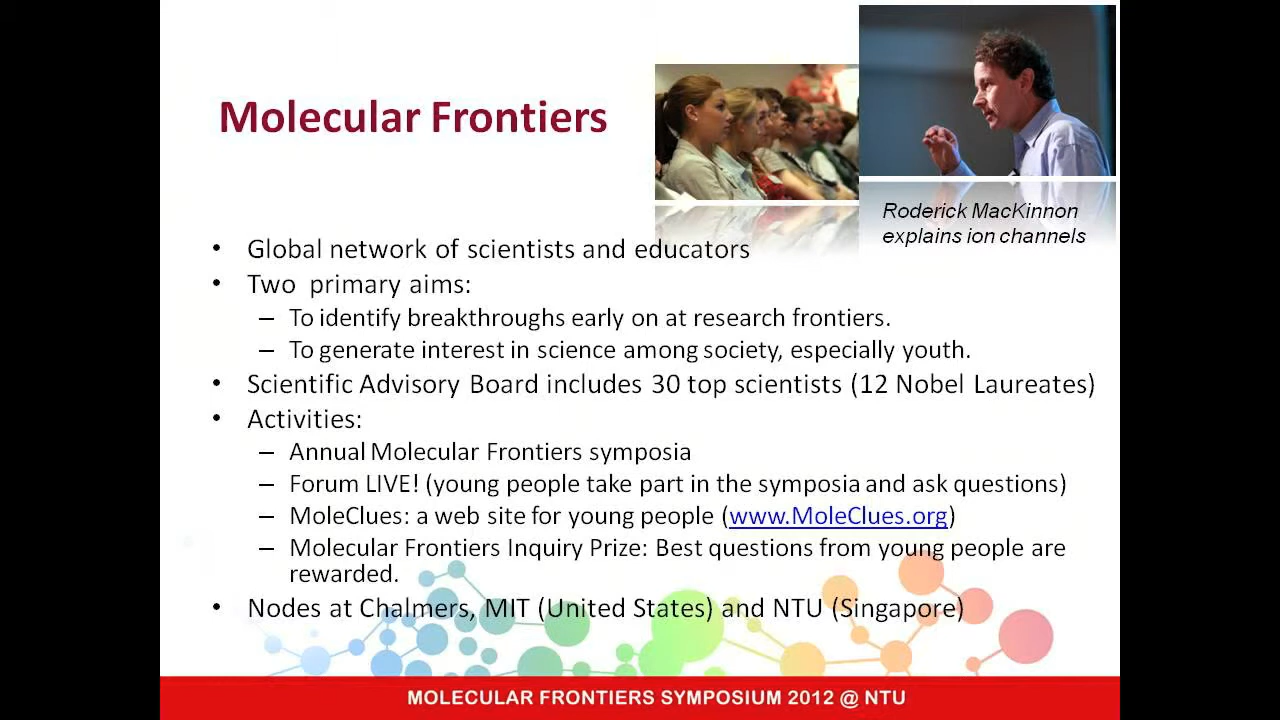 Molecular Frontiers
Roderick MacKinnon
explains ion channels
• Global network of scientists and educators
• Two primary aims:
– To identify breakthroughs early on at research frontiers.
– To generate interest in science among society, especially youth.
• Scientific Advisory Board includes 30 top scientists (12 Nobel Laureates)
• Activities:
– Annual Molecular Frontiers symposia
– Forum LIVE! (young people take part in the symposia and ask questions)
– MoleClues: a web site for young people (www.MoleClues.org)
– Molecular Frontiers Inquiry Prize: Best questions from young people are
rewarded.
• Nodes at Chalmers, MIT (United States) and NTU (Singapore)
MOLECULAR FRONTIERS SYMPOSIUM 2012 @ NTU